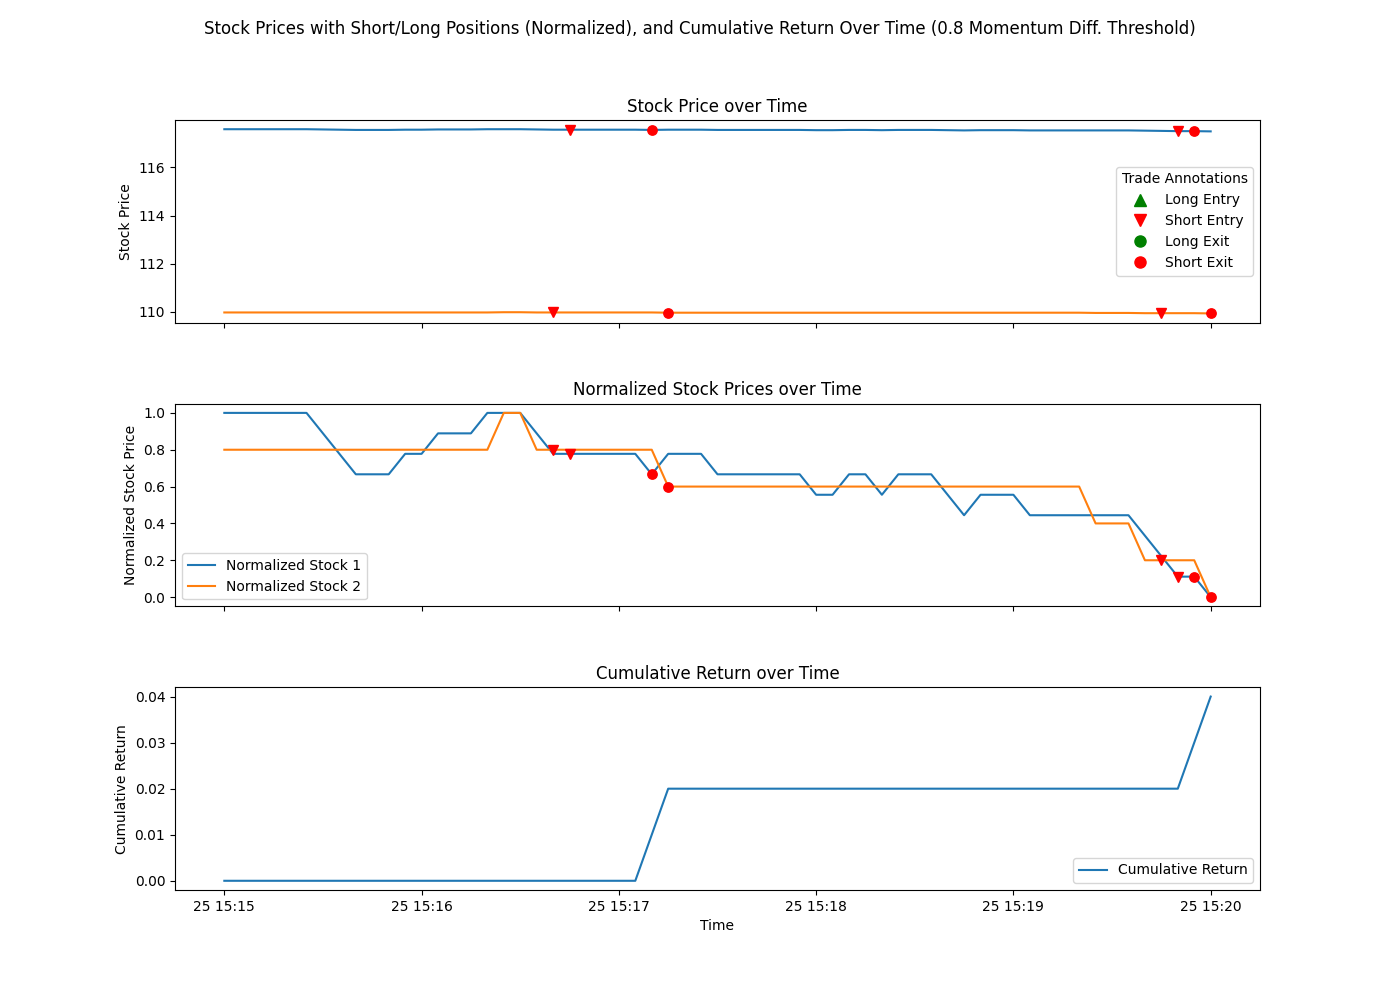 Stock Prices with Short/Long Positions (Normalized), and Cumulative Return Over Time (0.8 Momentum Diff. Threshold)
Stock Price over Time
Stock Price
116
114
112
110
Trade Annotations
Long Entry
Short Entry
Long Exit
Short Exit
Normalized Stock Prices over Time
Normalized Stock Price
1.0
0.8
0.6
0.4
0.2
0.0
Normalized Stock 1
Normalized Stock 2
Cumulative Return over Time
Cumulative Return
0.04
0.03
0.02
0.01
0.00
Cumulative Return
25 15:15 25 15:16 25 15:17 25 15:18 25 15:19 25 15:20
Time